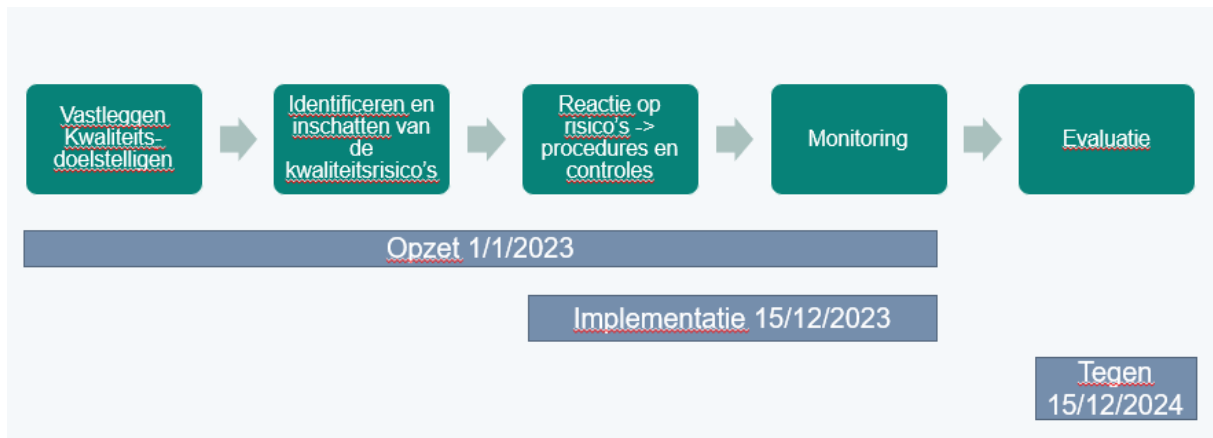 Vastleggen
Kwaliteits-
doelstelligen
Identificeren en
inschatten van
de
kwaliteitsrisico's
Reactie op
risico's ->
procedures en
controles
Monitoring
Evaluatie
Opzet 1/1/2023
Implementatie 15/12/2023
Tegen
15/12/2024